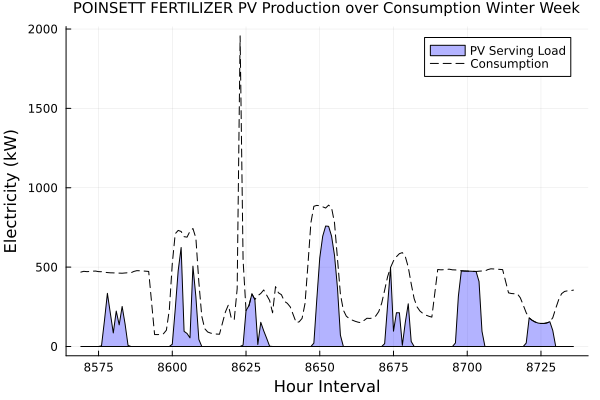 POINSETT FERTILIZER PV Production over Consumption Winter Week
PV Serving Load
Consumption
Electricity (kW)
2000
1500
1000
500
0
8575 8600 8625 8650 8675 8700 8725
Hour Interval